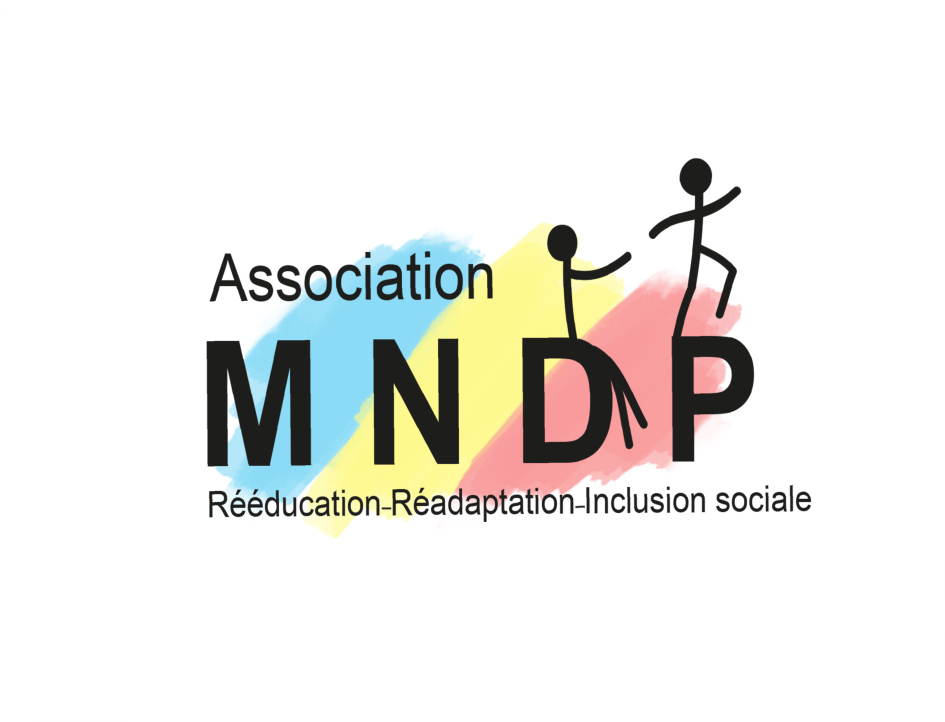 Association
MNDP
Rééducation-Réadaptation-Inclusion sociale